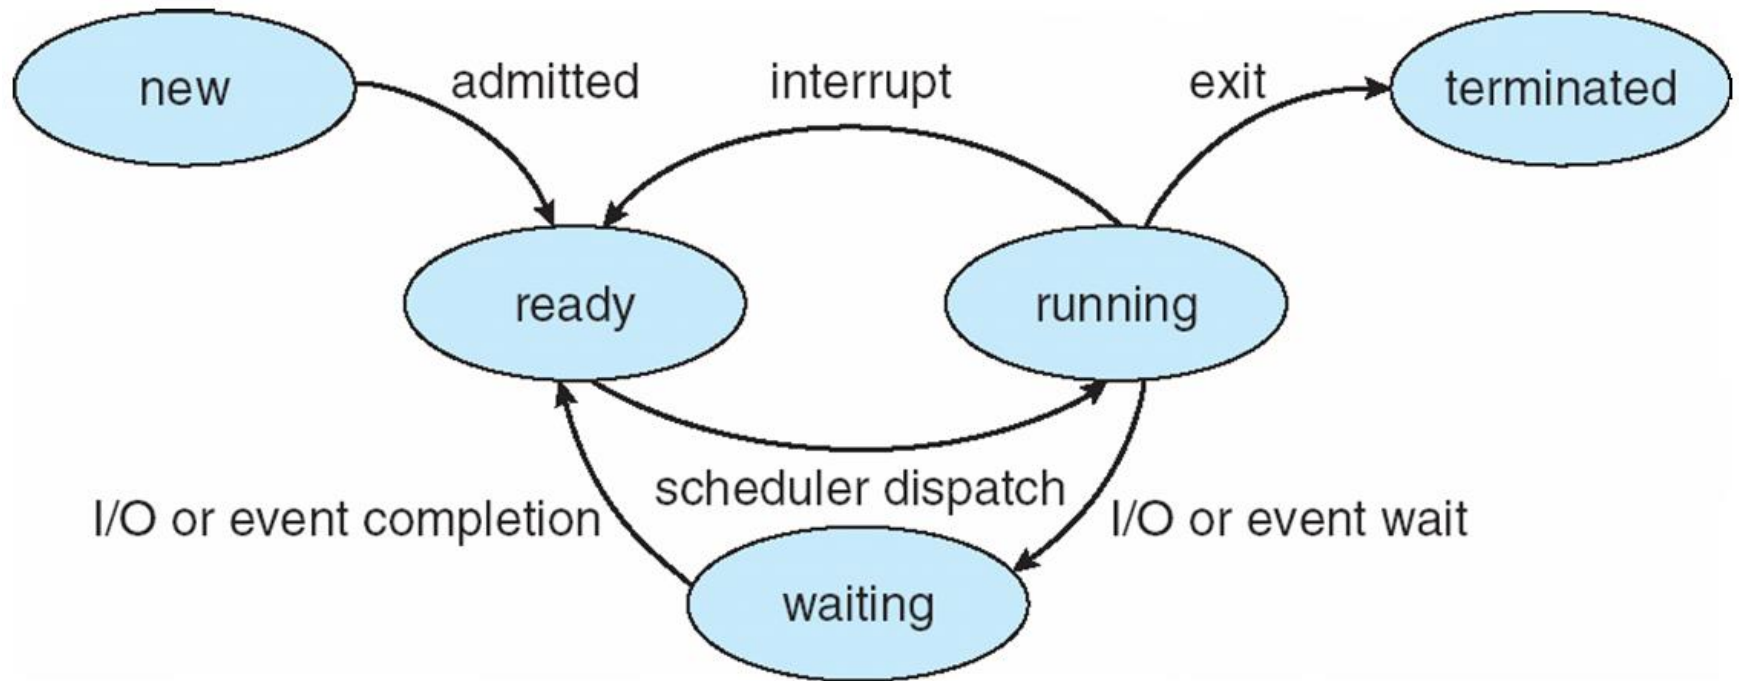 new
admitted
interrupt
exit
terminated
ready
running
scheduler dispatch
I/O or event completion
I/O or event wait
waiting